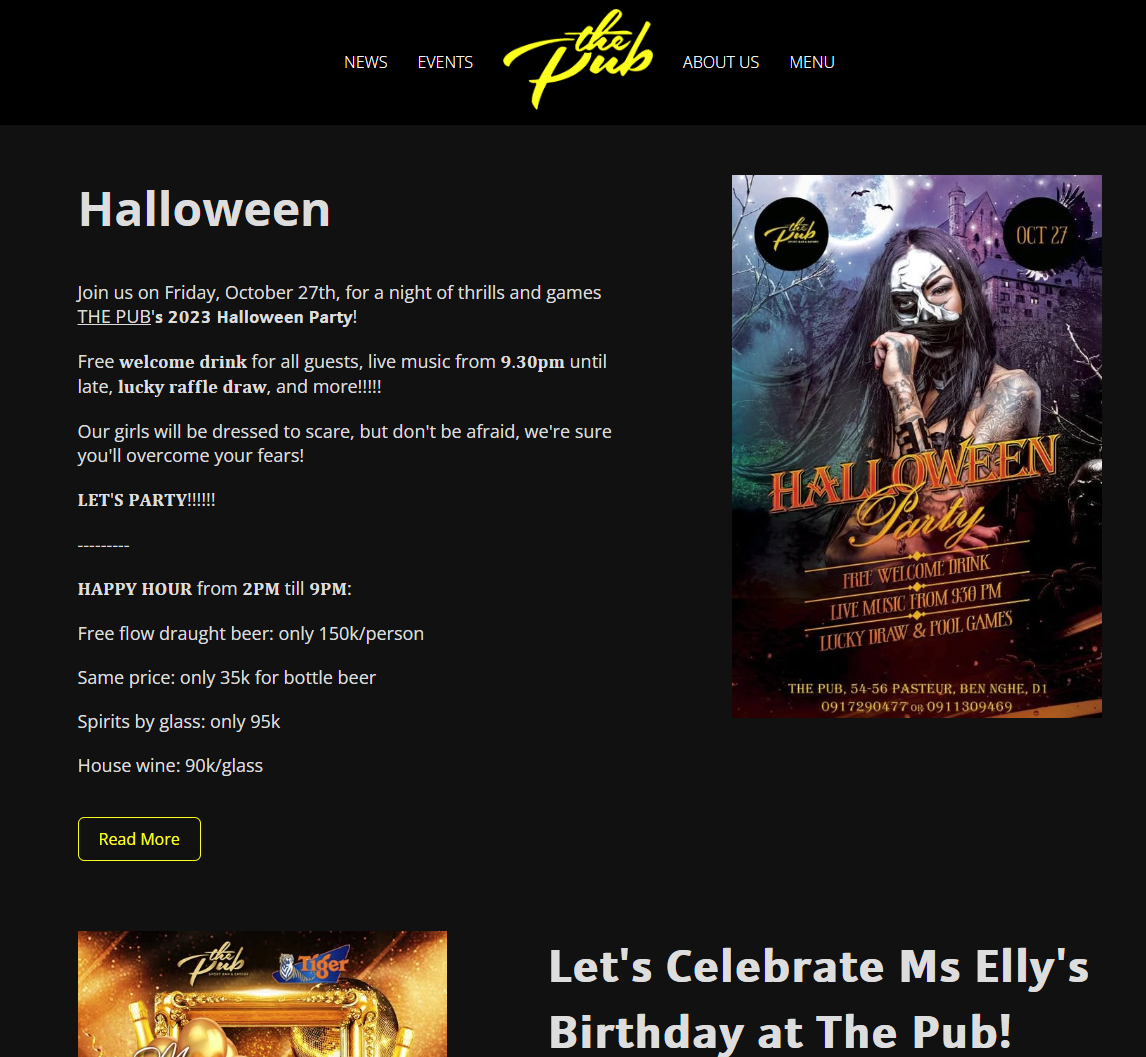 NEWS
EVENTS
the
Pub
ABOUT US
MENU
Halloween
Join us on Friday, October 27th, for a night of thrills and games
THE PUB's 2023 Halloween Party!
Free welcome drink for all guests, live music from 9.30pm until
late, lucky raffle draw, and more!!!!!
Our girls will be dressed to scare, but don't be afraid, we're sure
you'll overcome your fears!
LET'S PARTY!!!!!!
---------
HAPPY HOUR from 2PM till 9PM:
Free flow draught beer: only 150k/person
Same price: only 35k for bottle beer
Spirits by glass: only 95k
House wine: 90k/glass
Read More
the
Pub
OCT 27
HALLOWEEN
Party
FREE WELCOME DRINK
LIVE MUSIC FROM 930 PM
LUCKY DRAW & POOL GAMES
THE PUB, 54-56 PASTEUR, BEN NGHE, D1
0917290477 OR 0911309469
the
Pub
SPORT BAR & EATERY
Tiger
Let's Celebrate Ms Elly's
Birthday at The Pub!